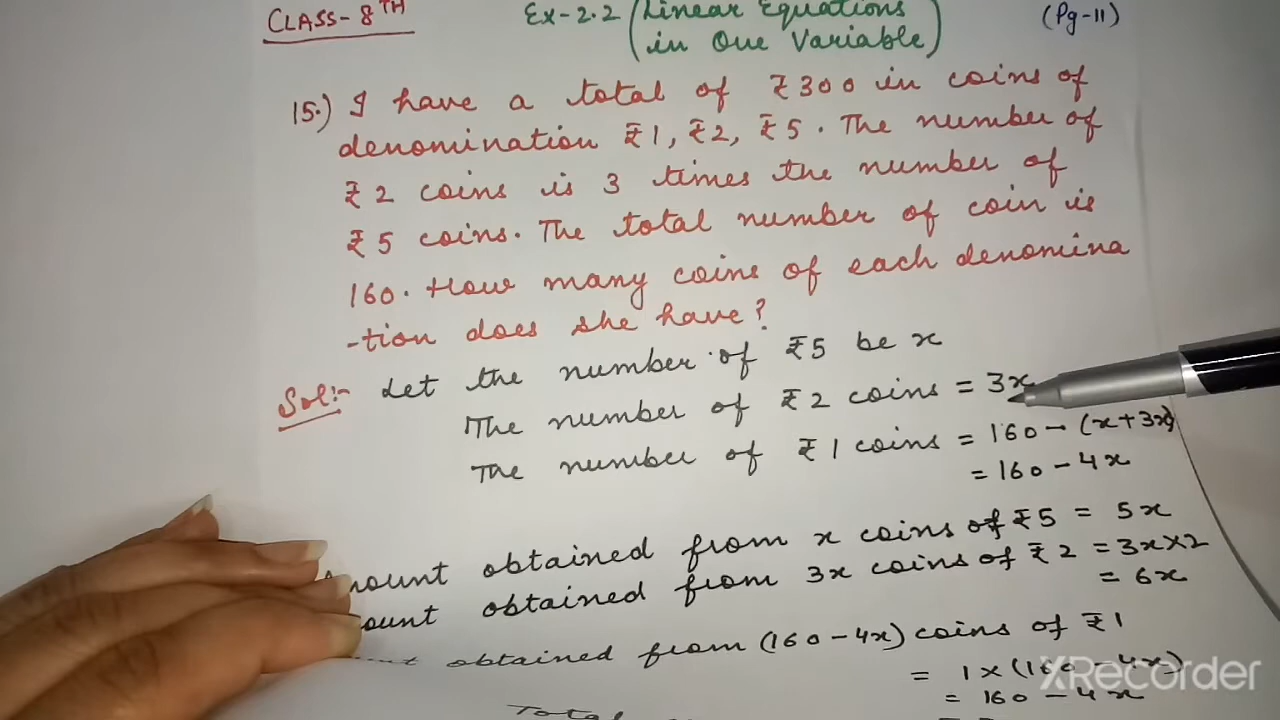 CLASS-8TH Ex-2.2 (Linear Equations in One Variable) (Pg-11)
15.) I have a total of ₹300 in coins of
denomination ₹1, ₹2, ₹5. The number of
₹2 coins is 3 times the number of
₹5 coins. The total number of coin is
160. How many coins of each denomina
-tion does she have?
Sol:- Let the number of ₹5 be x
The number of ₹2 coins = 3x
The number of ₹1 coins = 160 - (x+3x)
= 160 - 4x
mount obtained from x coins of ₹5 = 5x
ount obtained from 3x coins of ₹2 = 3x×2
= 6x
obtained from (160-4x) coins of ₹1
= 1×(160-4x)
= 160-4x
Total
XRecorder